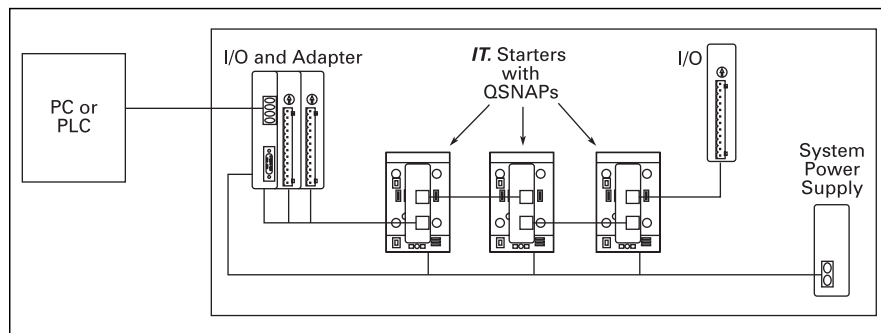 PC or
PLC
I/O and Adapter
IT. Starters
with
QSNAPs
I/O
System
Power
Supply